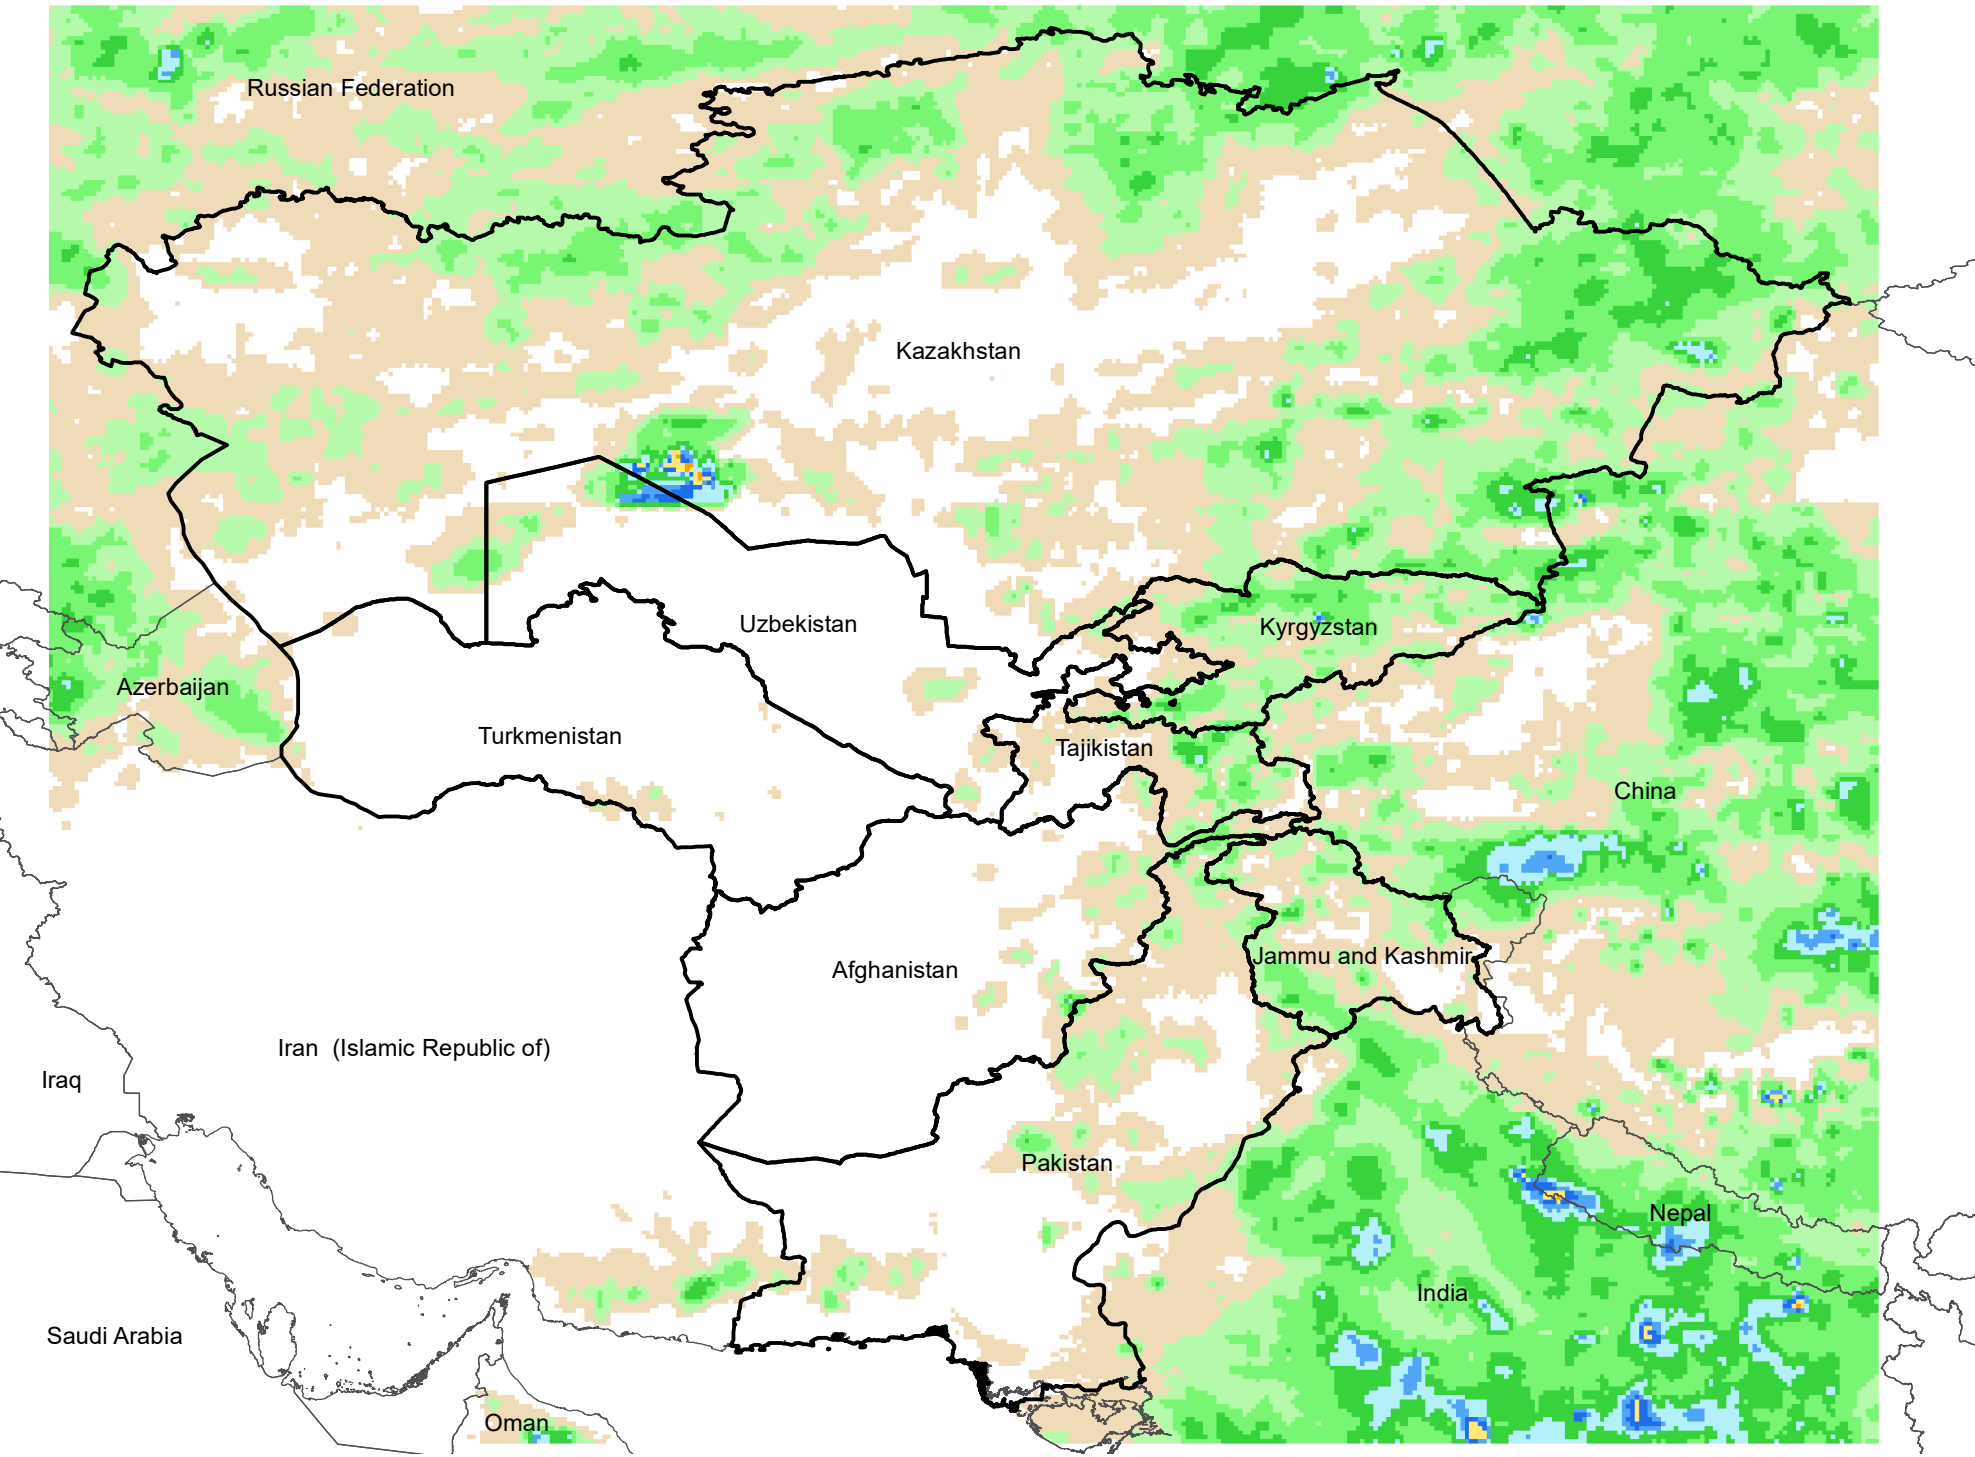 Russian Federation
Kazakhstan
Uzbekistan
Kyrgyzstan
Azerbaijan
Turkmenistan
Tajikistan
China
Afghanistan
Jammu and Kashmir
Iran  (Islamic Republic of)
Iraq
Pakistan
Nepal
India
Saudi Arabia
Oman